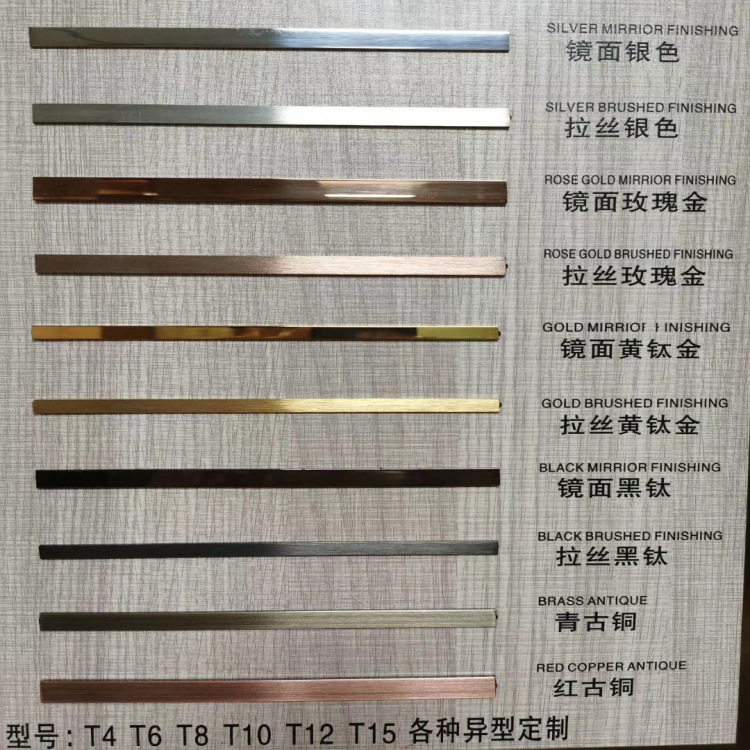 SILVER MIRRIOR FINISHING
镜面银色
SILVER BRUSHED FINISHING
拉丝银色
ROSE GOLD MIRRIOR FINISHING
镜面玫瑰金
ROSE GOLD BRUSHED FINISHING
拉丝玫瑰金
GOLD MIRRIOR FINISHING
镜面黄钛金
GOLD BRUSHED FINISHING
拉丝黄钛金
BLACK MIRRIOR FINISHING
镜面黑钛
BLACK BRUSHED FINISHING
拉丝黑钛
BRASS ANTIQUE
青古铜
RED COPPER ANTIQUE
红古铜
型号: T4 T6 T8 T10 T12 T15 各种异型定制